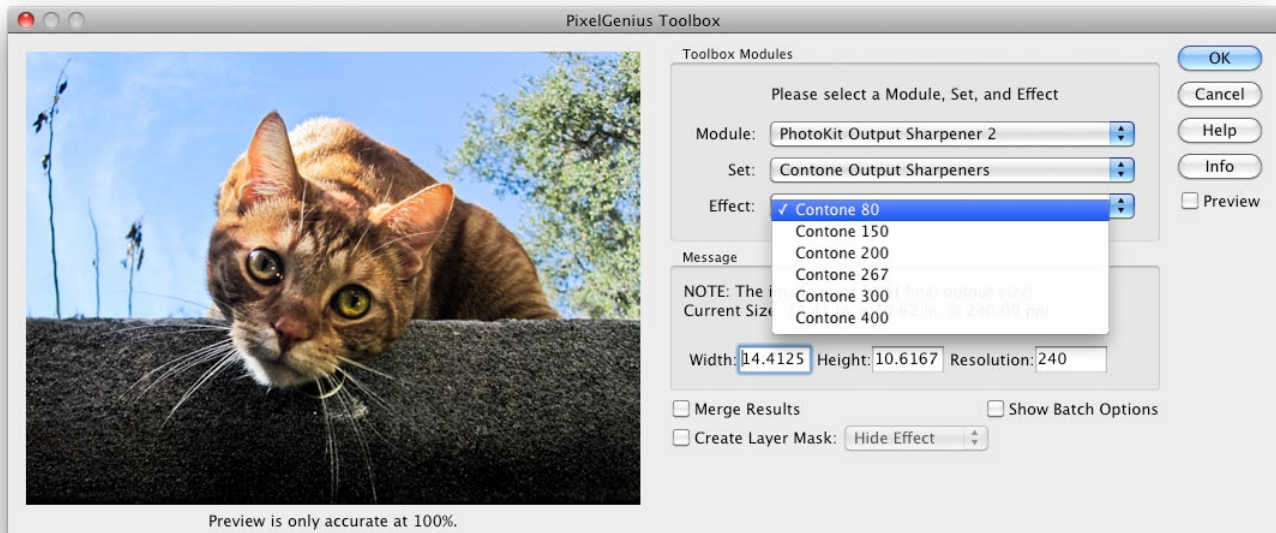 PixelGenius Toolbox
Toolbox Modules
Please select a Module, Set, and Effect
Module: PhotoKit Output Sharpener 2
Set: Contone Output Sharpeners
Effect: ✓ Contone 80
Contone 150
Contone 200
Contone 267
Contone 300
Contone 400
OK
Cancel
Help
Info
Preview
Message
NOTE: The i final output size!
Current Size .62 in. @ 240.00 ppi
Width: 14.4125 Height: 10.6167 Resolution: 240
Merge Results Show Batch Options
Create Layer Mask: Hide Effect
Preview is only accurate at 100%.